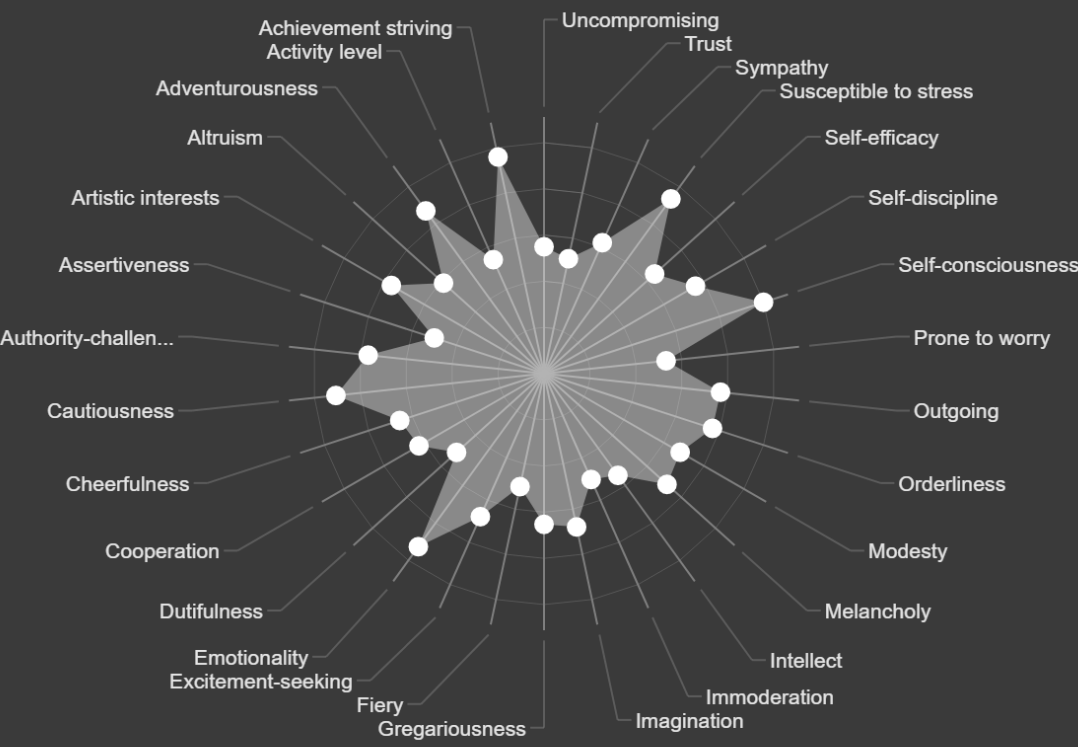 Uncompromising
Trust
Sympathy
Susceptible to stress
Self-efficacy
Self-discipline
Self-consciousness
Prone to worry
Outgoing
Orderliness
Modesty
Melancholy
Intellect
Immoderation
Imagination
Gregariousness
Fiery
Excitement-seeking
Emotionality
Dutifulness
Cooperation
Cheerfulness
Cautiousness
Authority-challen...
Assertiveness
Artistic interests
Altruism
Adventurousness
Activity level
Achievement striving